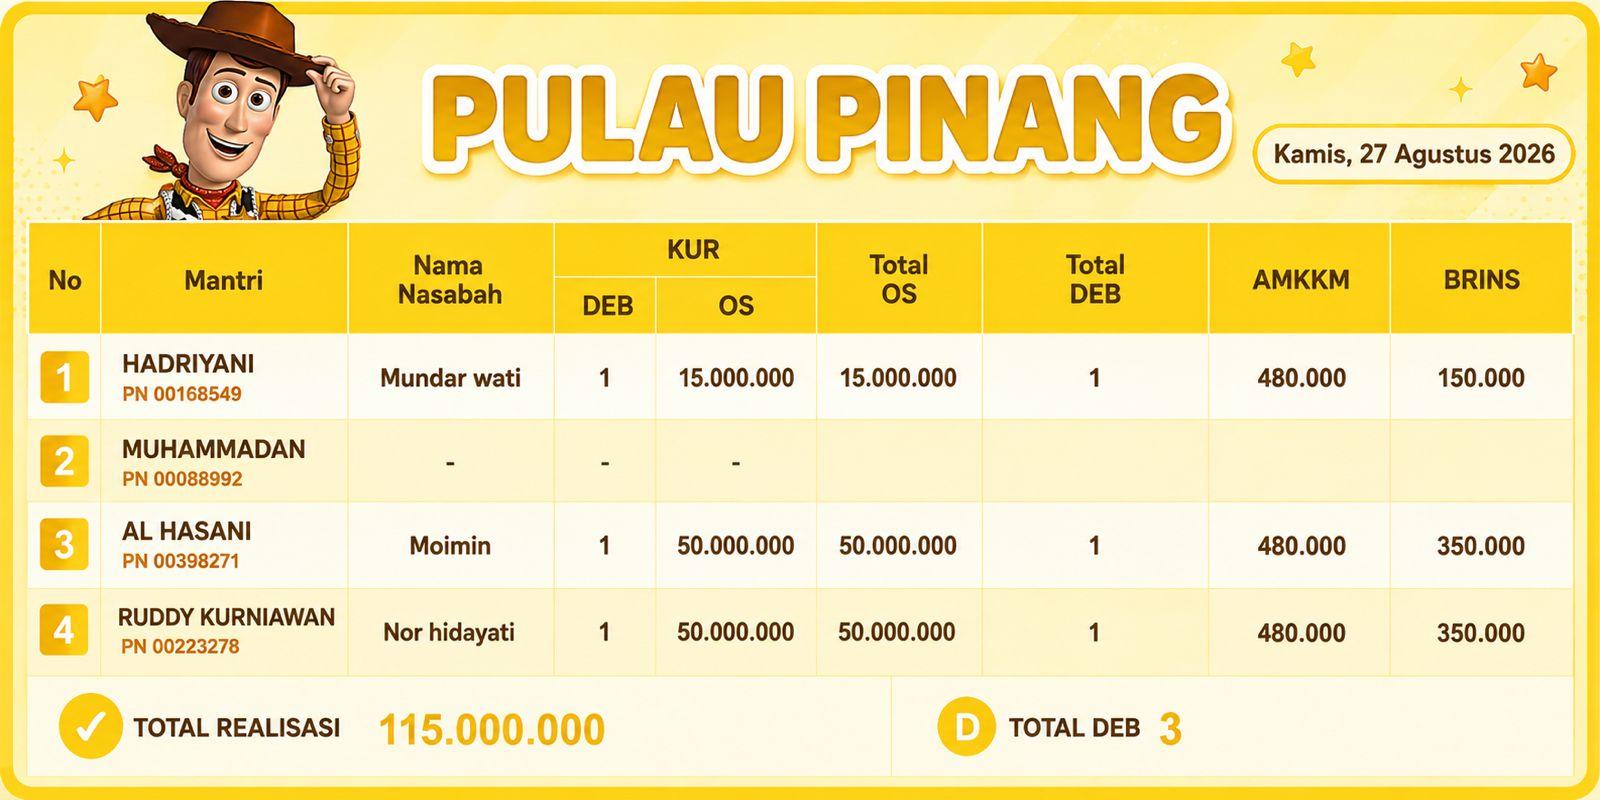 PULAU PINANG
Kamis, 27 Agustus 2026
No Mantri Nama Nasabah KUR DEB OS Total OS Total DEB AMKKM BRINS
1 HADRIYANI Mundar wati 1 15.000.000 15.000.000 1 480.000 150.000
PN 00168549
2 MUHAMMADAN - - -
PN 00088992
3 AL HASANI Moimin 1 50.000.000 50.000.000 1 480.000 350.000
PN 00398271
4 RUDDY KURNIAWAN Nor hidayati 1 50.000.000 50.000.000 1 480.000 350.000
PN 00223278
TOTAL REALISASI 115.000.000
D TOTAL DEB 3